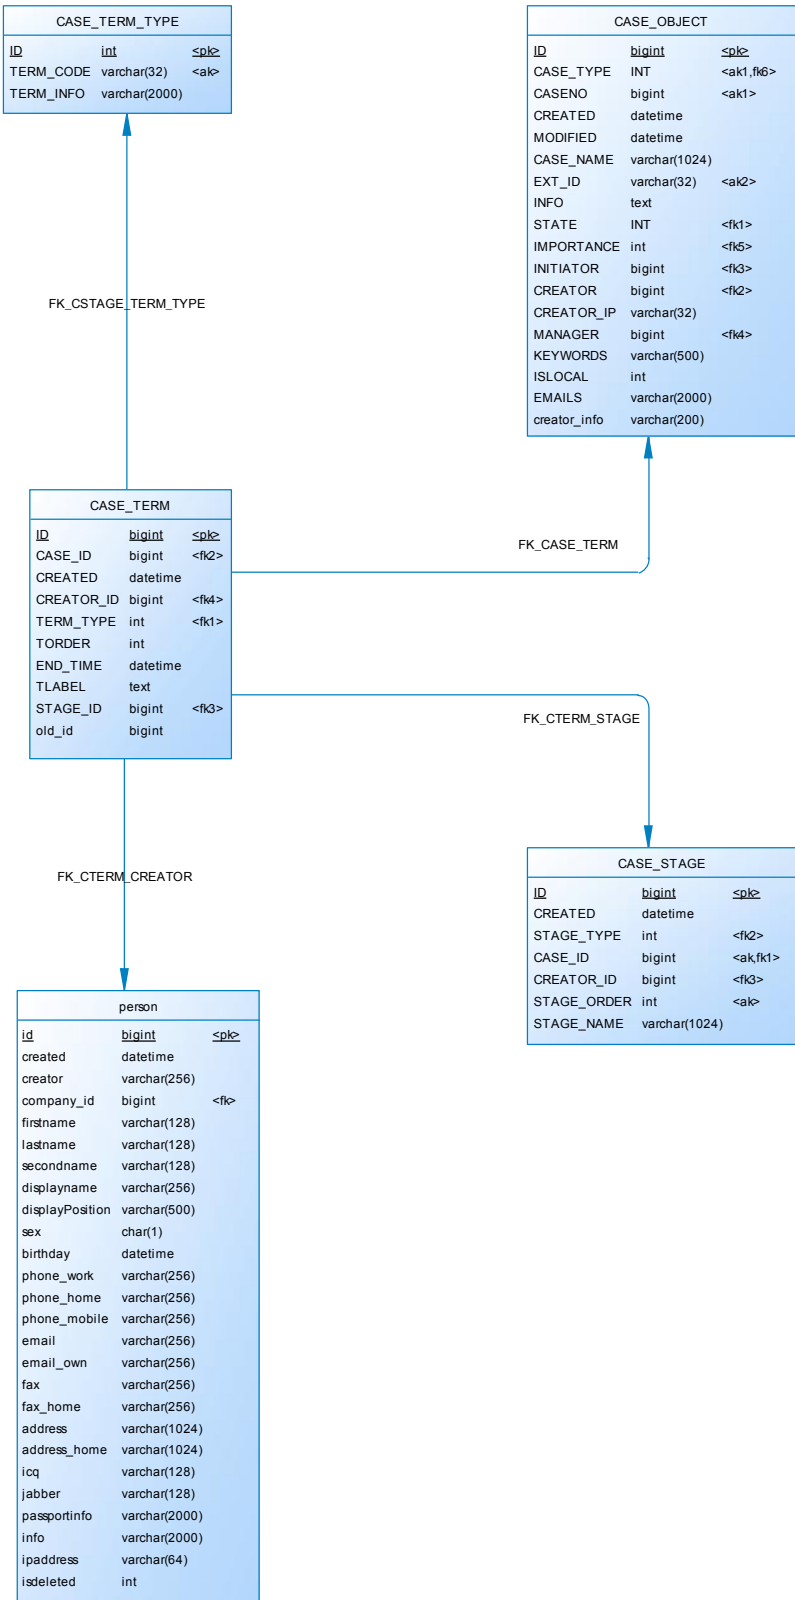 CASE_TERM_TYPE
ID int <pk>
TERM_CODE varchar(32) <ak>
TERM_INFO varchar(2000)
CASE_OBJECT
ID bigint <pk>
CASE_TYPE INT <ak1,fk6>
CASENO bigint <ak1>
CREATED datetime
MODIFIED datetime
CASE_NAME varchar(1024)
EXT_ID varchar(32) <ak2>
INFO text
STATE INT <fk1>
IMPORTANCE int <fk5>
INITIATOR bigint <fk3>
CREATOR bigint <fk2>
CREATOR_IP varchar(32)
MANAGER bigint <fk4>
KEYWORDS varchar(500)
ISLOCAL int
EMAILS varchar(2000)
creator_info varchar(200)
FK_CSTAGE_TERM_TYPE
CASE_TERM
ID bigint <pk>
CASE_ID bigint <fk2>
CREATED datetime
CREATOR_ID bigint <fk4>
TERM_TYPE int <fk1>
TORDER int
END_TIME datetime
TLABEL text
STAGE_ID bigint <fk3>
old_id bigint
FK_CASE_TERM
FK_CTERM_STAGE
FK_CTERM_CREATOR
CASE_STAGE
ID bigint <pk>
CREATED datetime
STAGE_TYPE int <fk2>
CASE_ID bigint <ak,fk1>
CREATOR_ID bigint <fk3>
STAGE_ORDER int <ak>
STAGE_NAME varchar(1024)
person
id bigint <pk>
created datetime
creator varchar(256)
company_id bigint <fk>
firstname varchar(128)
lastname varchar(128)
secondname varchar(128)
displayname varchar(256)
displayPosition varchar(500)
sex char(1)
birthday datetime
phone_work varchar(256)
phone_home varchar(256)
phone_mobile varchar(256)
email varchar(256)
email_own varchar(256)
fax varchar(256)
fax_home varchar(256)
address varchar(1024)
address_home varchar(1024)
icq varchar(128)
jabber varchar(128)
passportinfo varchar(2000)
info varchar(2000)
ipaddress varchar(64)
isdeleted int